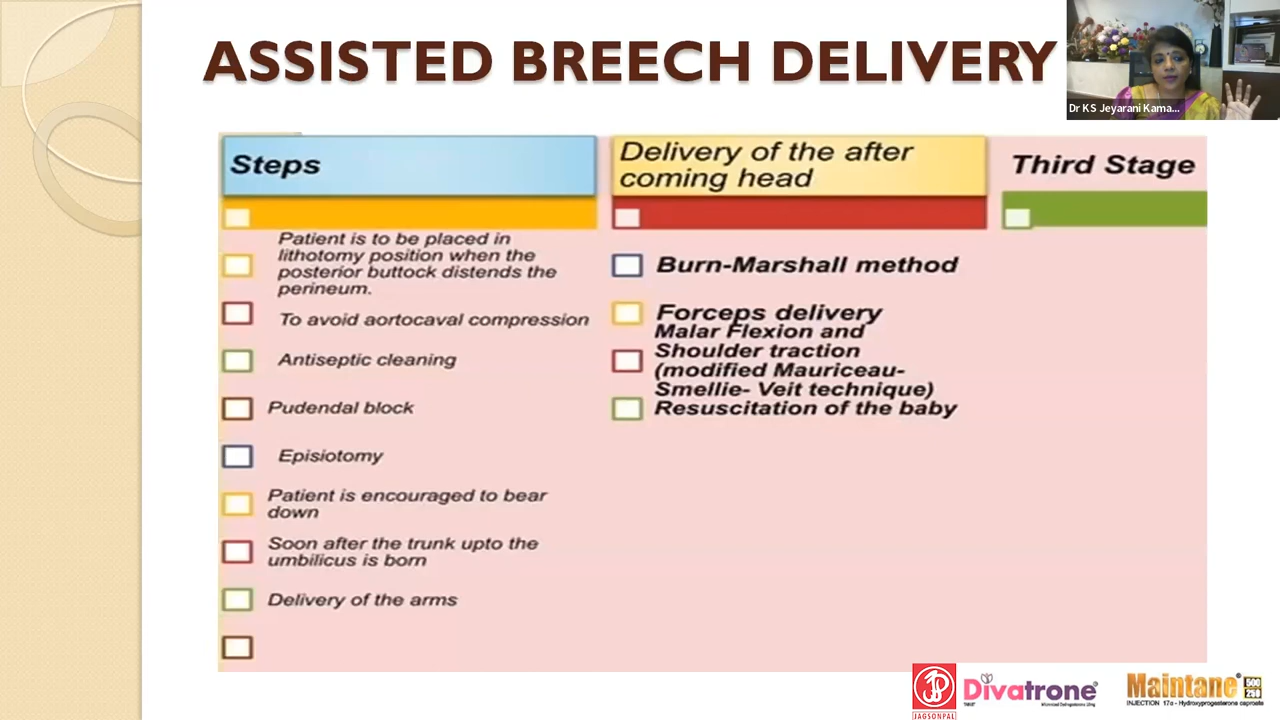 ASSISTED BREECH DELIVERY
Dr KS Jeyarani Kama...
Steps
Patient is to be placed in
lithotomy position when the
posterior buttock distends the
perineum.
To avoid aortocaval compression
Antiseptic cleaning
Pudendal block
Episiotomy
Patient is encouraged to bear
down
Soon after the trunk upto the
umbilicus is born
Delivery of the arms
Delivery of the after
coming head
Burn-Marshall method
Forceps delivery
Malar Flexion and
Shoulder traction
(modified Mauriceau-
Smellie- Veit technique)
Resuscitation of the baby
Third Stage
JAGSONPAL
Divatrone®
TABLET
Maintane® 500 250
INJECTION 17α - Hydroxyprogesterone caproate